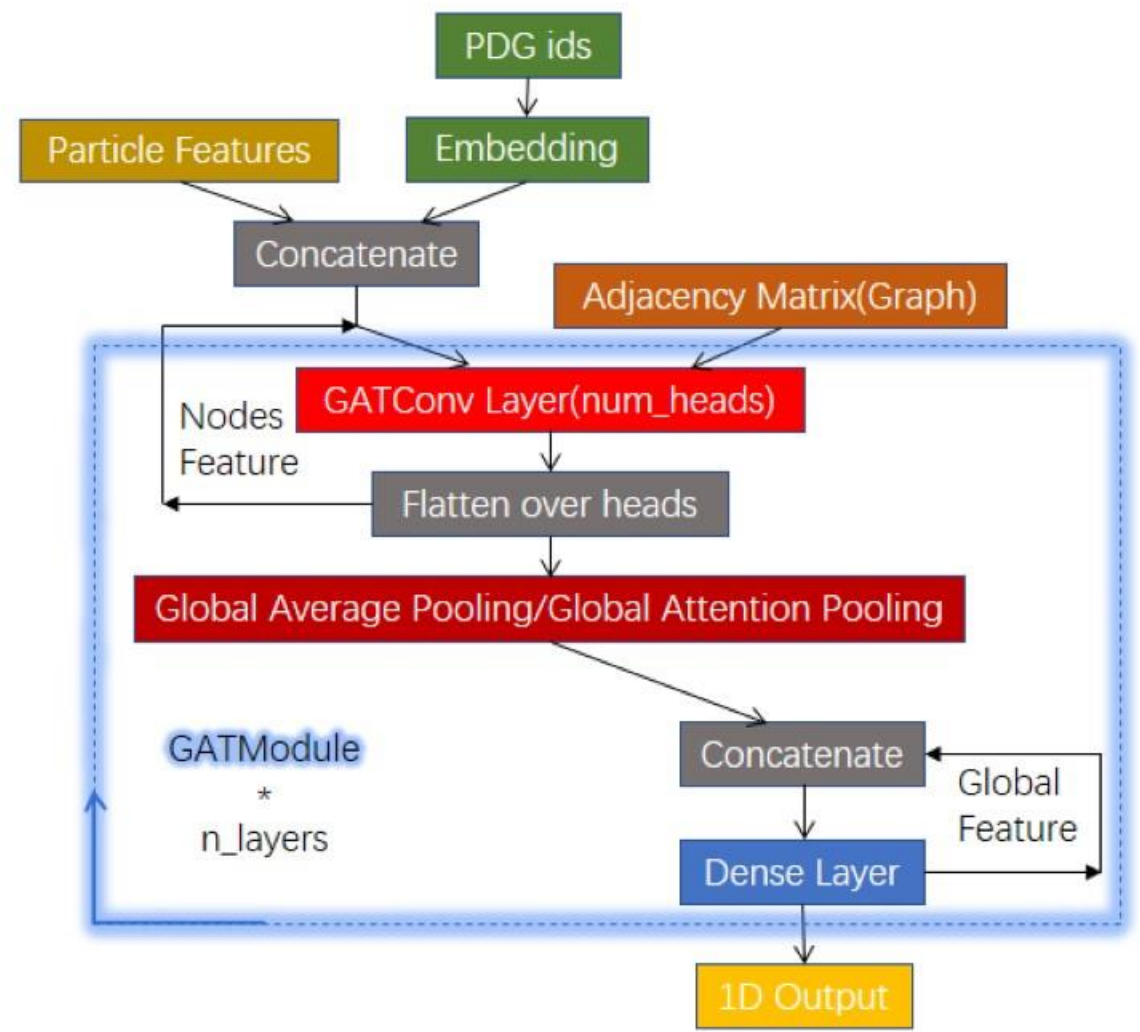 PDG ids
Particle Features
Embedding
Concatenate
Adjacency Matrix(Graph)
GATConv Layer(num_heads)
Nodes
Feature
Flatten over heads
Global Average Pooling/Global Attention Pooling
GATModule
*
n_layers
Concatenate
Global
Feature
Dense Layer
1D Output